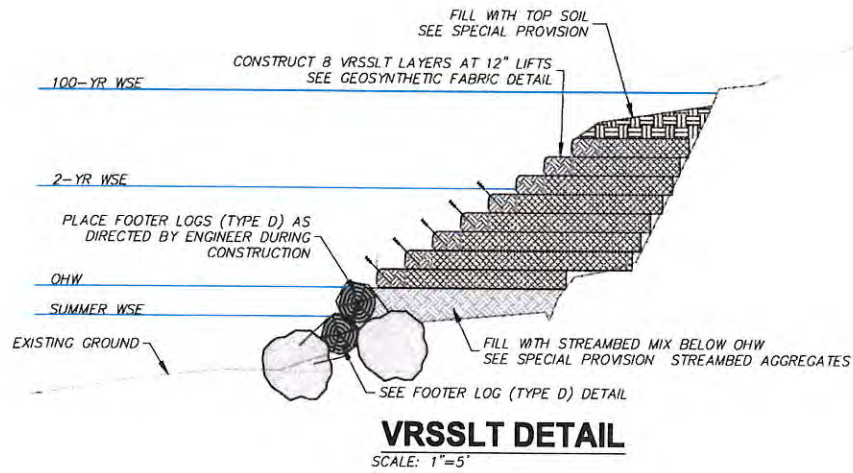 FILL WITH TOP SOIL
SEE SPECIAL PROVISION
CONSTRUCT 8 VRSSLT LAYERS AT 12" LIFTS
SEE GEOSYNTHETIC FABRIC DETAIL
100-YR WSE
2-YR WSE
PLACE FOOTER LOGS (TYPE D) AS
DIRECTED BY ENGINEER DURING
CONSTRUCTION
OHW
SUMMER WSE
EXISTING GROUND
FILL WITH STREAMBED MIX BELOW OHW
SEE SPECIAL PROVISION STREAMBED AGGREGATES
SEE FOOTER LOG (TYPE D) DETAIL
VRSSLT DETAIL
SCALE: 1"=5'